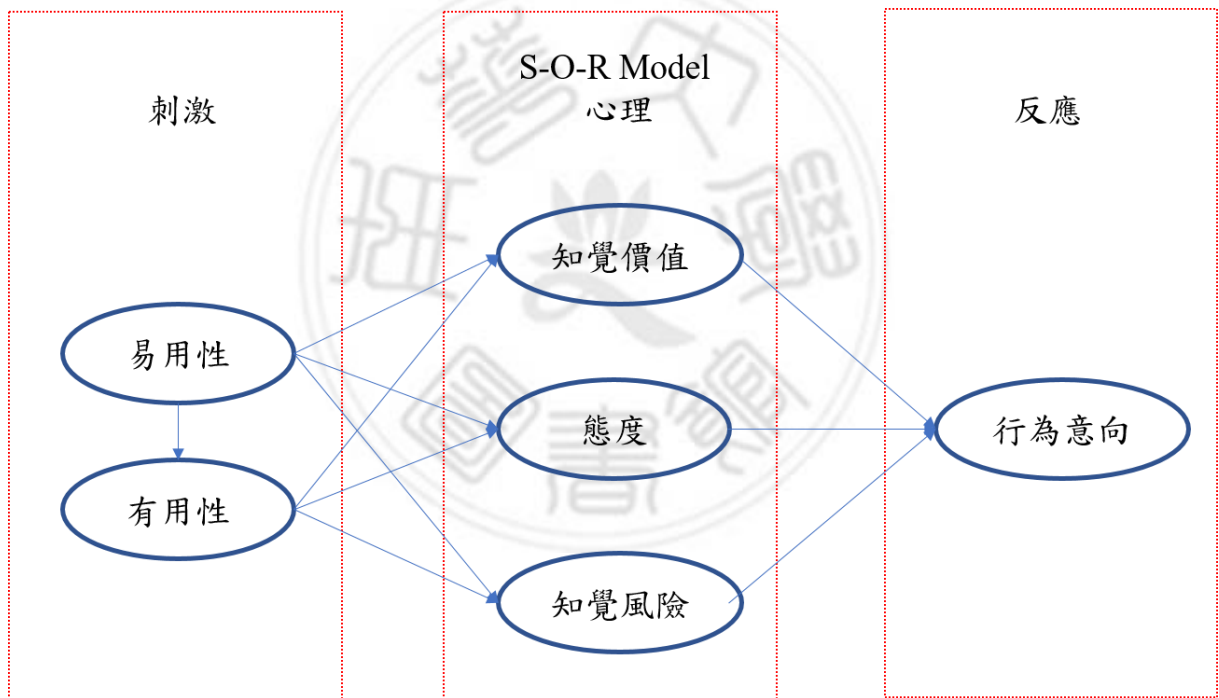 刺激
S-O-R Model
心理
反應
知覺價值
易用性
態度
行為意向
有用性
知覺風險